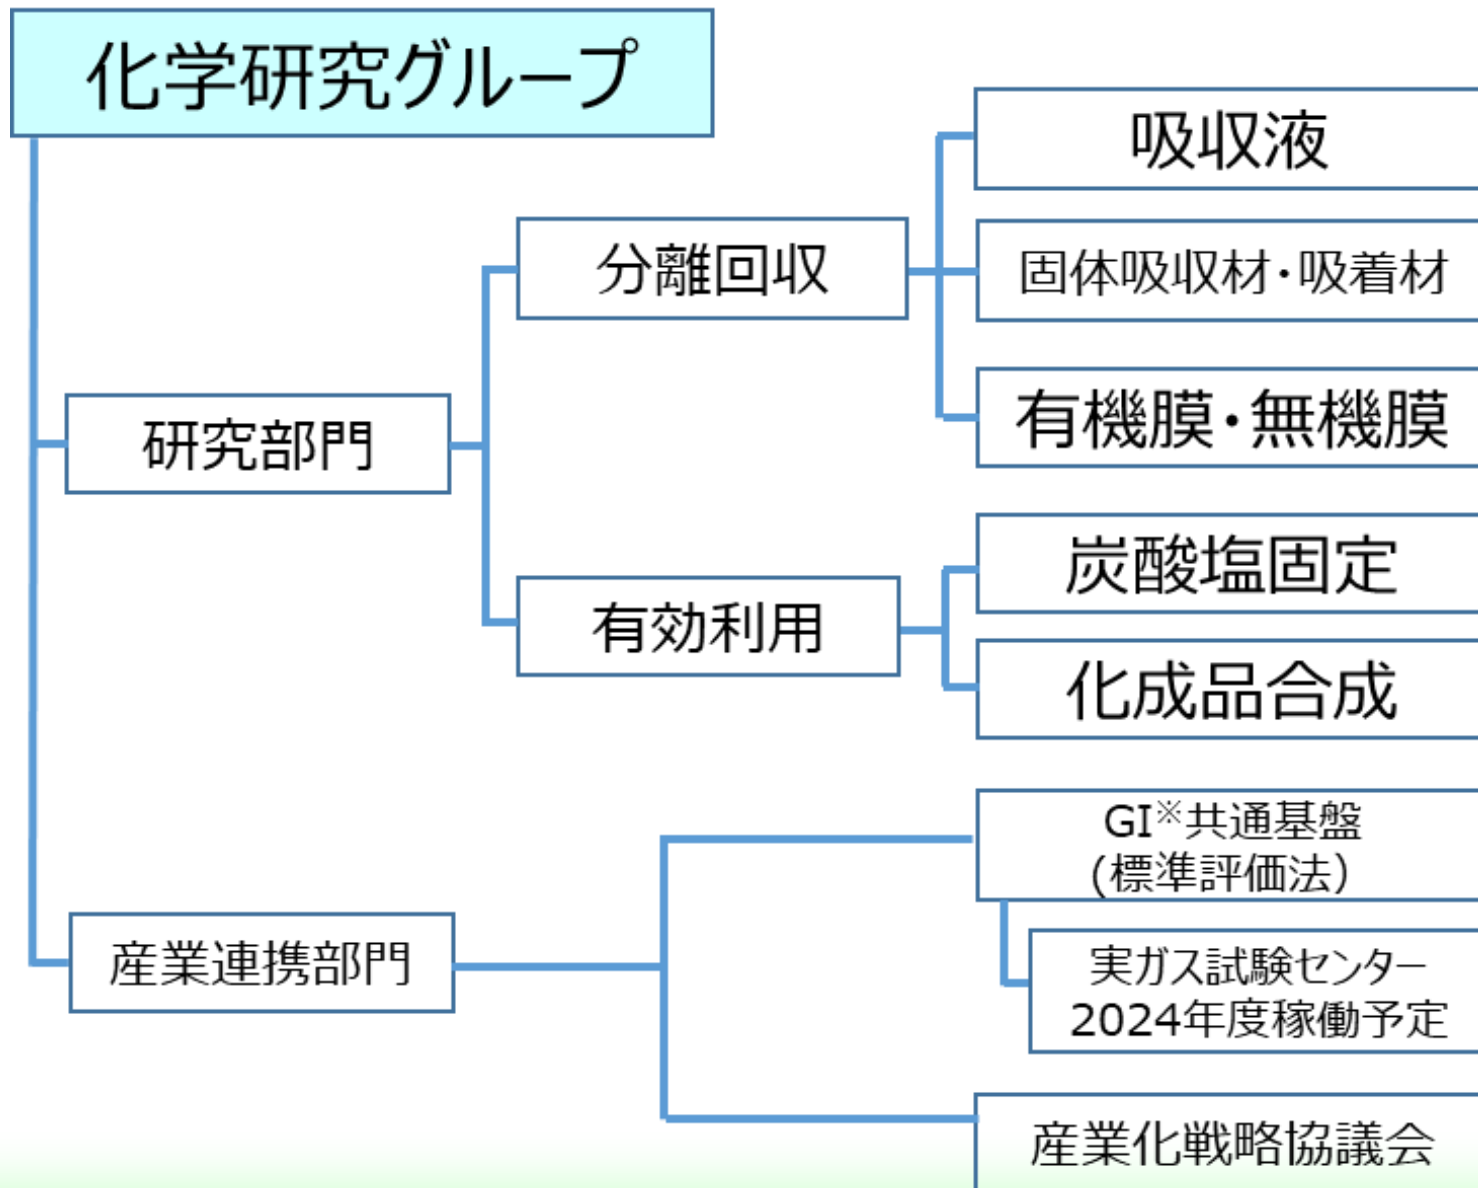 化学研究グループ
吸収液
分離回収
固体吸収材・吸着材
研究部門
有機膜・無機膜
炭酸塩固定
有効利用
化成品合成
GI※共通基盤
(標準評価法）
産業連携部門
実ガス試験センター
2024年度稼働予定
産業化戦略協議会